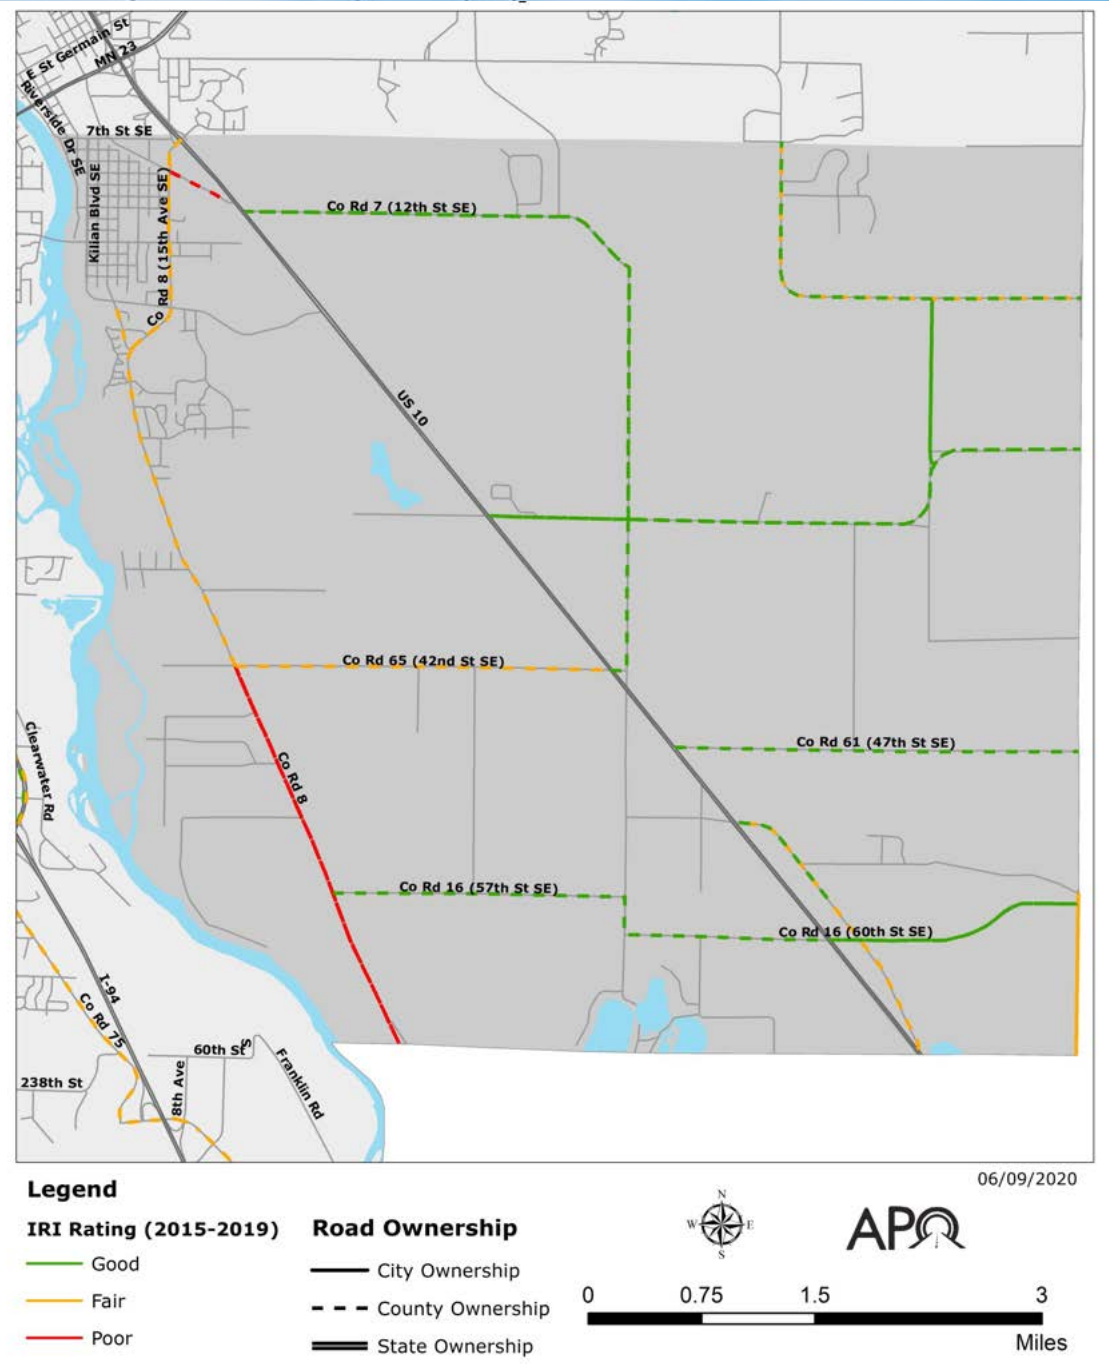 E St Germain St
MN 23
Riverside Dr SE
7th St SE
Kilian Blvd SE
Co Rd 8 (15th Ave SE)
Co Rd 7 (12th St SE)
US 10
Co Rd 65 (42nd St SE)
Co Rd 61 (47th St SE)
Clearwater Rd
Co Rd 8
Co Rd 16 (57th St SE)
Co Rd 16 (60th St SE)
I-94
Co Rd 75
60th St S
238th St
8th Ave
Franklin Rd
06/09/2020
Legend
IRI Rating (2015-2019)
Good
Fair
Poor
Road Ownership
City Ownership
County Ownership
State Ownership
N
W E
S
APO
0 0.75 1.5 3
Miles